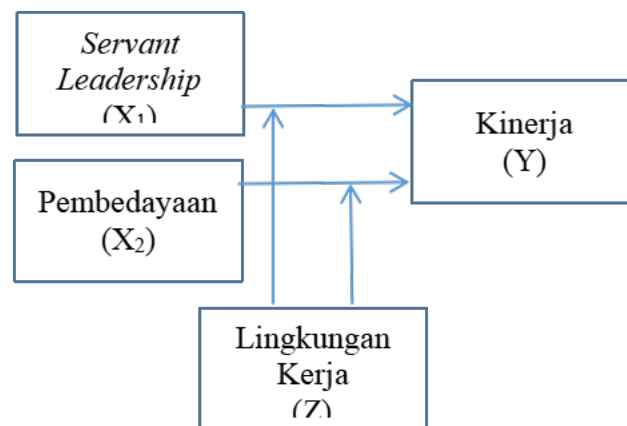 Servant
Leadership
(X₁)
Kinerja
(Y)
Pembedayaan
(X₂)
Lingkungan
Kerja
(Z)